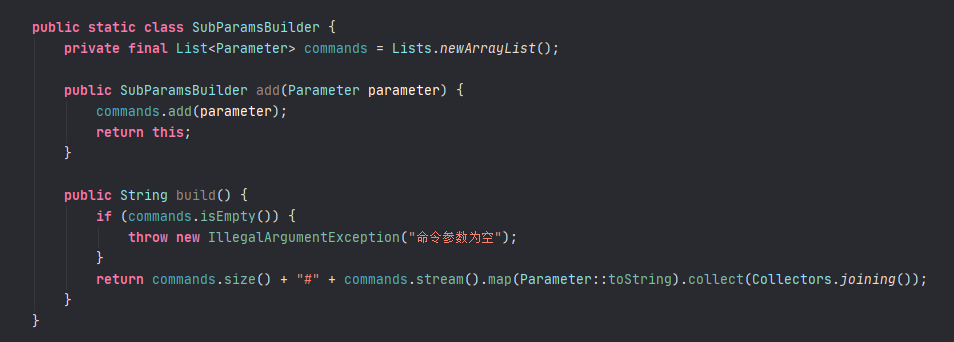 public static class SubParamsBuilder {
    private final List<Parameter> commands = Lists.newArrayList();
    public SubParamsBuilder add(Parameter parameter) {
        commands.add(parameter);
        return this;
    }
    public String build() {
        if (commands.isEmpty()) {
            throw new IllegalArgumentException("命令参数为空");
        }
        return commands.size() + "#" + commands.stream().map(Parameter::toString).collect(Collectors.joining());
    }
}